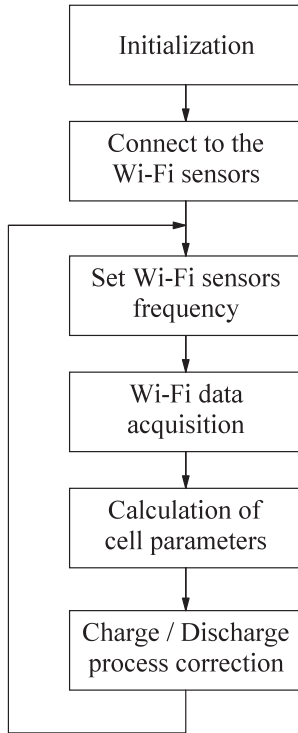 Initialization
Connect to the
Wi-Fi sensors
Set Wi-Fi sensors
frequency
Wi-Fi data
acquisition
Calculation of
cell parameters
Charge / Discharge
process correction